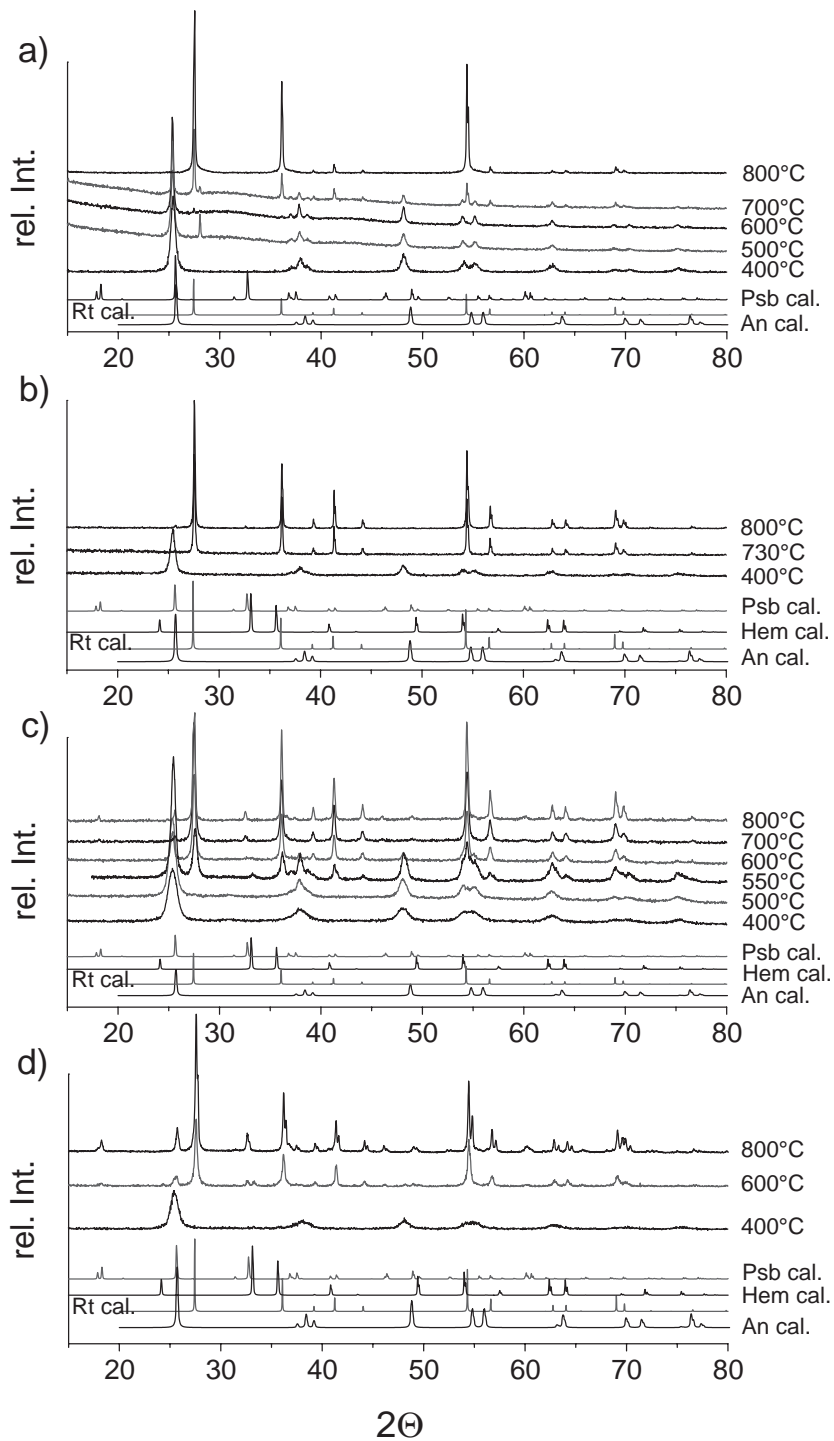 a)
rel. Int.
800°C
700°C
600°C
500°C
400°C
Psb cal.
Rt cal.
An cal.
20 30 40 50 60 70 80
b)
rel. Int.
800°C
730°C
400°C
Psb cal.
Hem cal.
Rt cal.
An cal.
20 30 40 50 60 70 80
c)
rel. Int.
800°C
700°C
600°C
550°C
500°C
400°C
Psb cal.
Hem cal.
Rt cal.
An cal.
20 30 40 50 60 70 80
d)
rel. Int.
800°C
600°C
400°C
Psb cal.
Hem cal.
Rt cal.
An cal.
20 30 40 50 60 70 80
2Θ